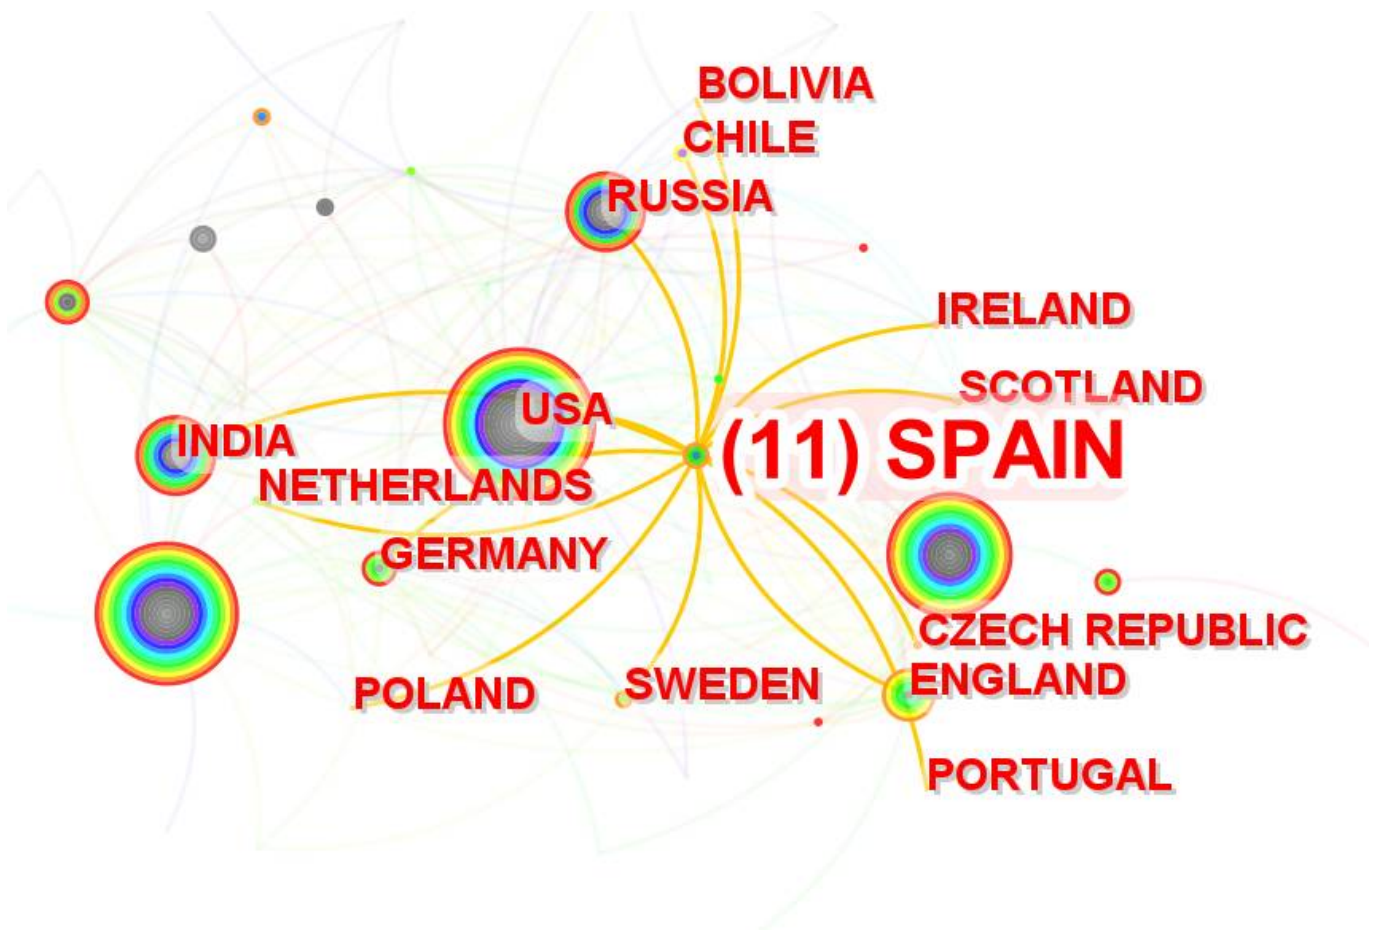 BOLIVIA
CHILE
RUSSIA
IRELAND
SCOTLAND
USA
INDIA
(11) SPAIN
NETHERLANDS
GERMANY
CZECH REPUBLIC
ENGLAND
SWEDEN
POLAND
PORTUGAL